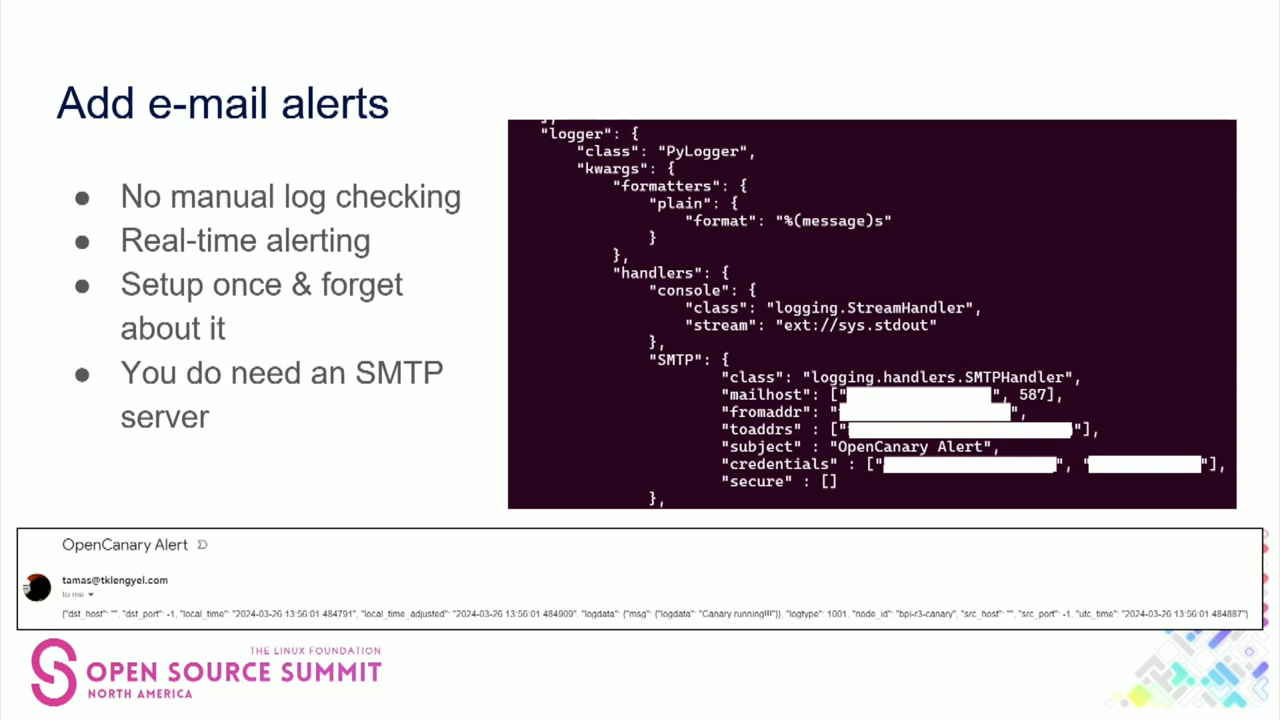 Add e-mail alerts
● No manual log checking
● Real-time alerting
● Setup once & forget
about it
● You do need an SMTP
server
"logger": {
"class": "PyLogger",
"kwargs": {
"formatters": {
"plain": {
"format": "%(message)s"
}
},
"handlers": {
"console": {
"class": "logging.StreamHandler",
"stream": "ext://sys.stdout"
},
"SMTP": {
"class": "logging.handlers.SMTPHandler",
"mailhost": ["", 587],
"fromaddr": "",
"toaddrs" : [""],
"subject" : "OpenCanary Alert",
"credentials" : ["", ""],
"secure" : []
},
OpenCanary Alert
tamas@tklengyel.com
to me
{"dst_host": "", "dst_port": -1, "local_time": "2024-03-26 13:56:01.484791", "local_time_adjusted": "2024-03-26 13:56:01.484909", "logdata": {"msg": {"logdata": "Canary running!!!"}}, "logtype": 1001, "node_id": "bpi-r3-canary", "src_host": "", "src_port": -1, "utc_time": "2024-03-26 13:56:01.484887"}
THE LINUX FOUNDATION
OPEN SOURCE SUMMIT
NORTH AMERICA